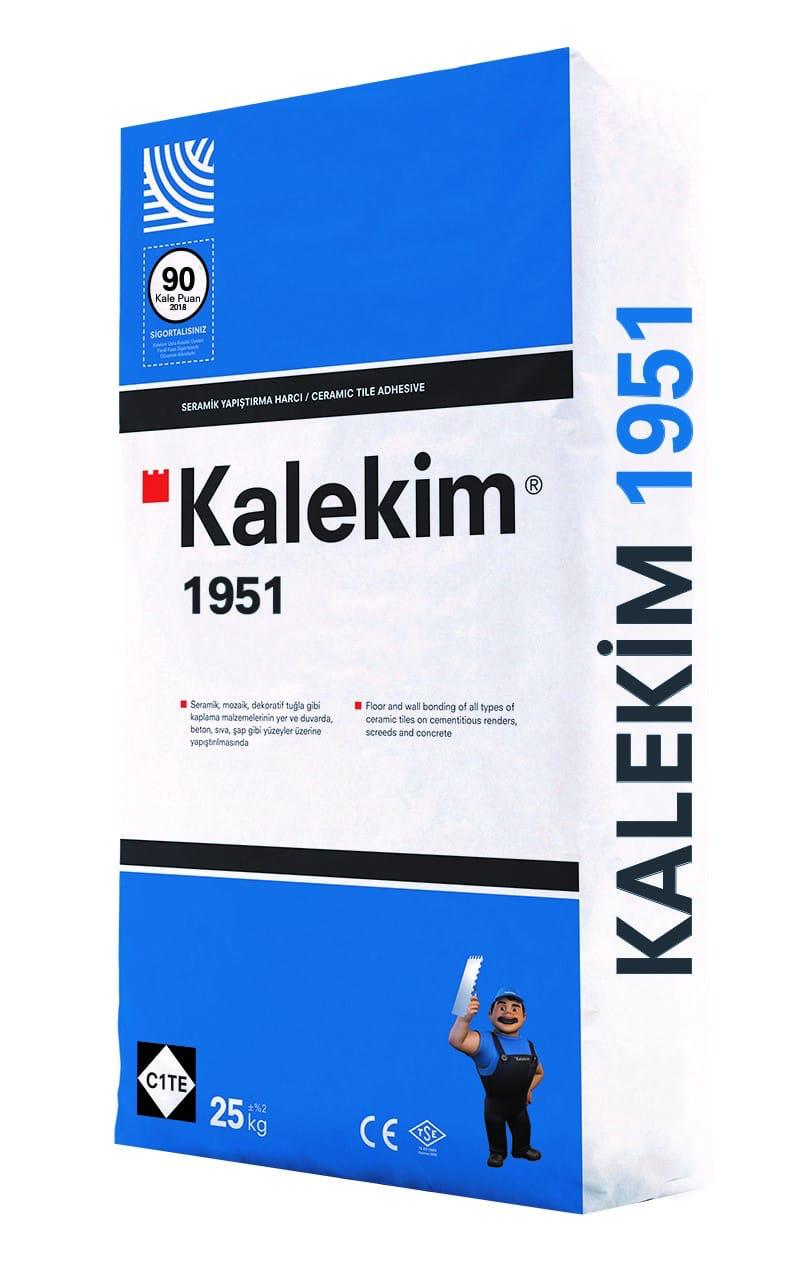 90
Kale Puan
2018
SİGORTALISINIZ
SERAMİK YAPIŞTIRMA HARCI / CERAMIC TILE ADHESIVE
Kalekim®
1951
Seramik, mozaik, dekoratif tuğla gibi
kaplama malzemelerinin yer ve duvarda,
beton, sıva, şap gibi yüzeyler üzerine
yapıştırılmasında
Floor and wall bonding of all types of
ceramic tiles on cementitious renders,
screeds and concrete
C1TE
25 kg
±%2
CE
TSE
KALEKİM 1951